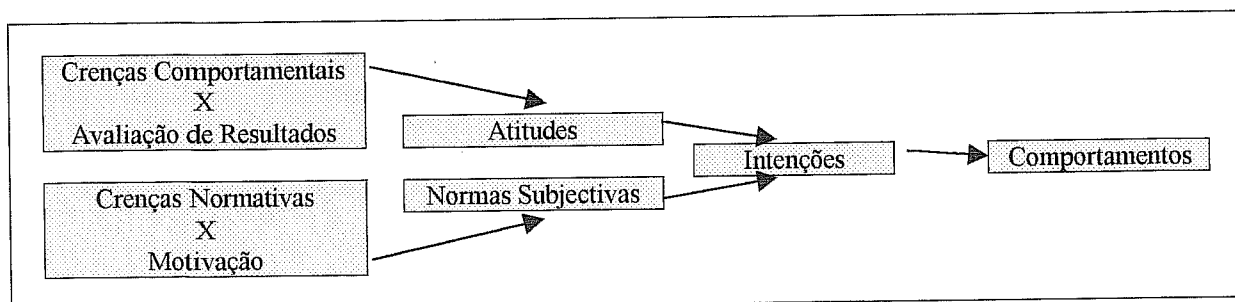 Crenças Comportamentais
X
Avaliação de Resultados
Atitudes
Intenções
Comportamentos
Crenças Normativas
X
Motivação
Normas Subjectivas